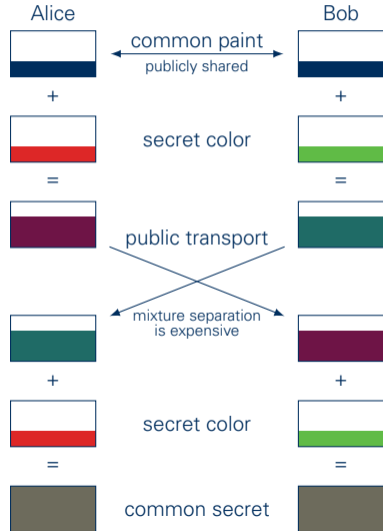 Alice
Bob
common paint
publicly shared
+
+
secret color
=
=
public transport
mixture separation
is expensive
+
+
secret color
=
=
common secret